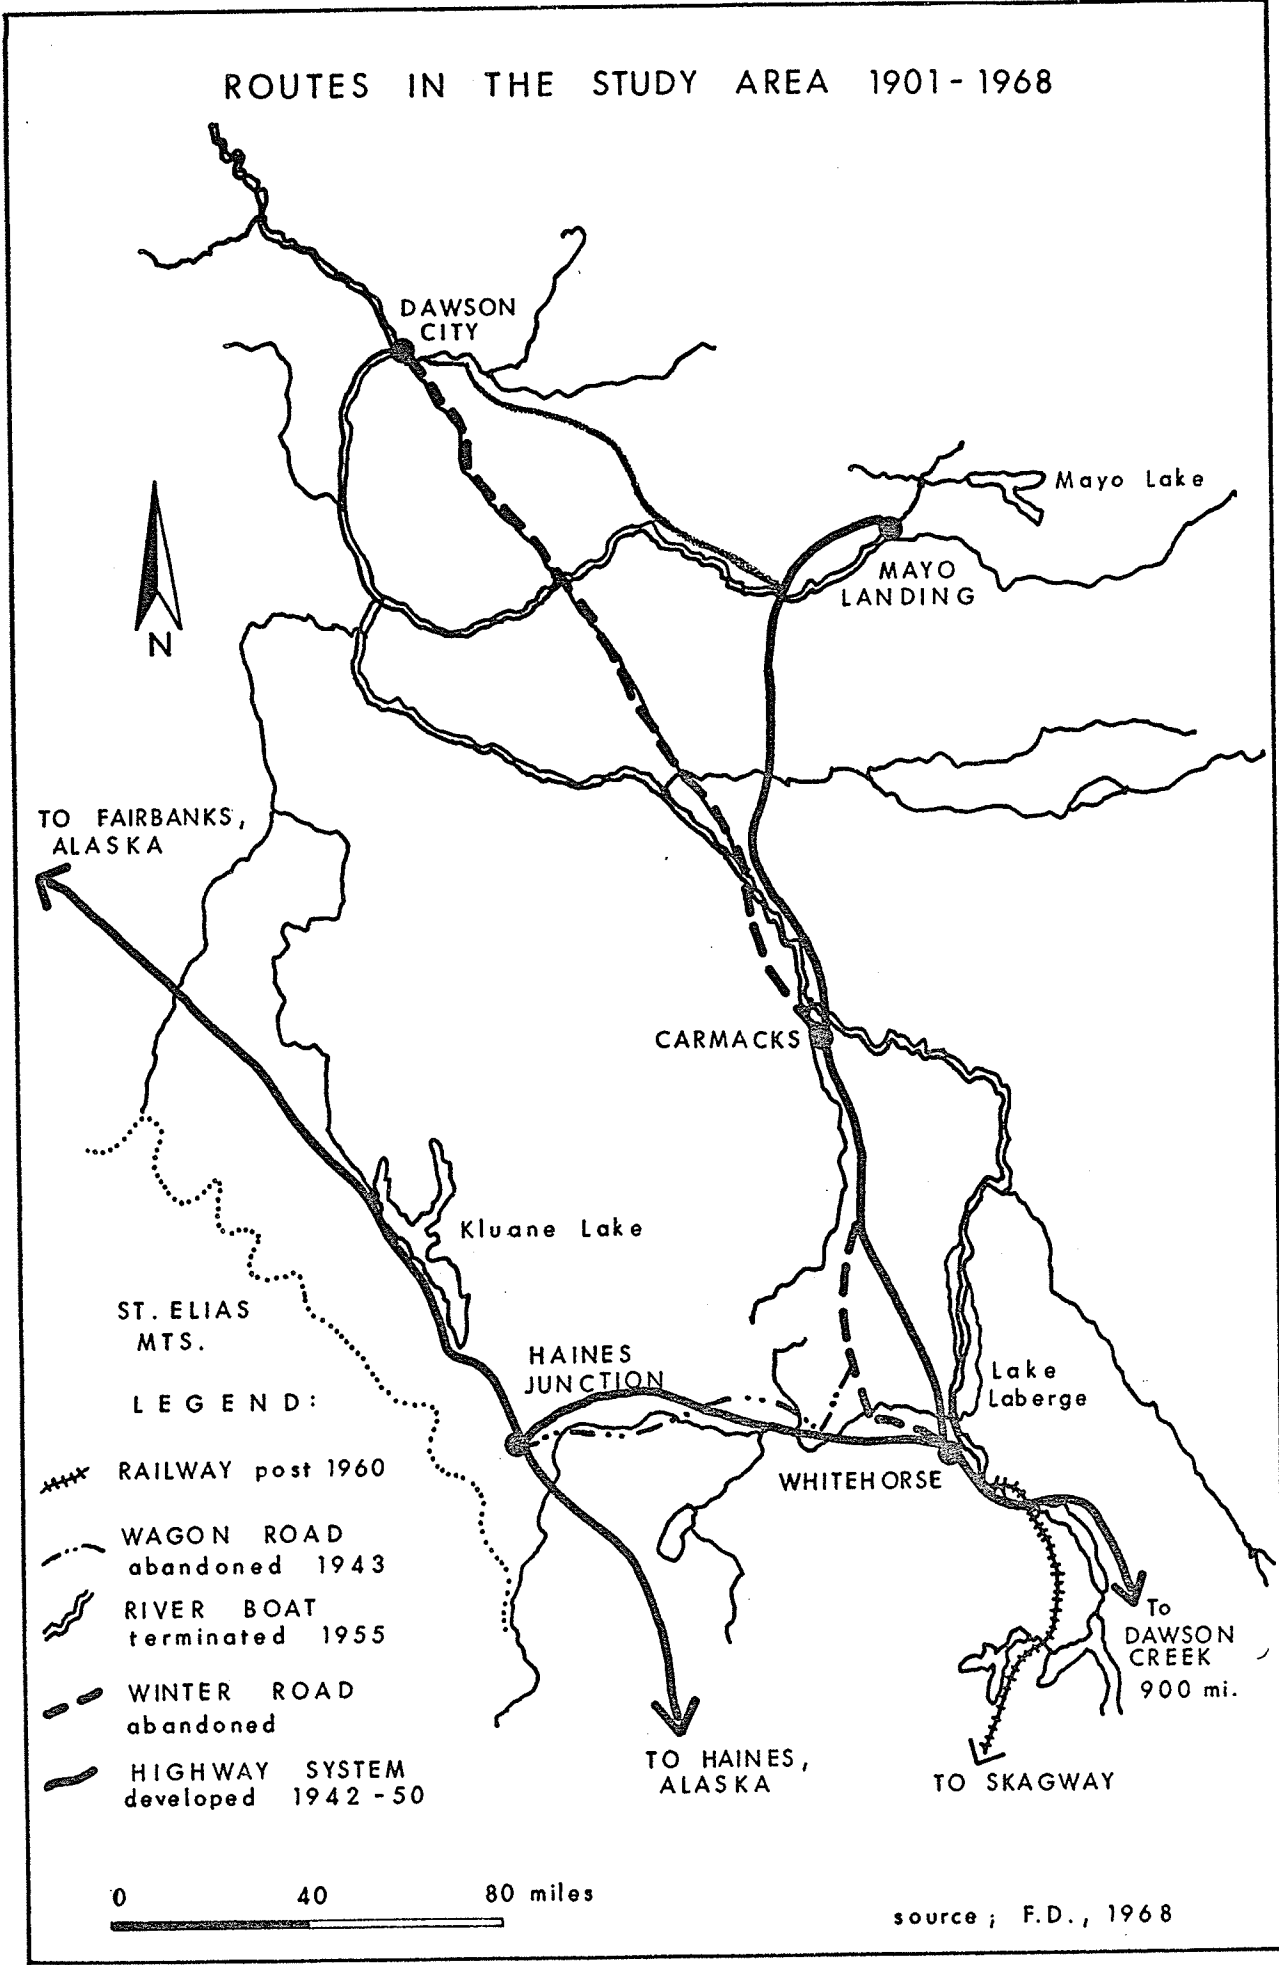 ROUTES IN THE STUDY AREA 1901-1968
DAWSON
CITY
Mayo Lake
MAYO
LANDING
N
TO FAIRBANKS,
ALASKA
CARMACKS
Kluane Lake
ST. ELIAS
MTS.
HAINES
JUNCTION
Lake
Laberge
WHITEHORSE
LEGEND:
RAILWAY post 1960
WAGON ROAD
abandoned 1943
RIVER BOAT
terminated 1955
WINTER ROAD
abandoned
HIGHWAY SYSTEM
developed 1942-50
To
DAWSON
CREEK
900 mi.
TO HAINES,
ALASKA
TO SKAGWAY
0 40 80 miles
source; F.D., 1968